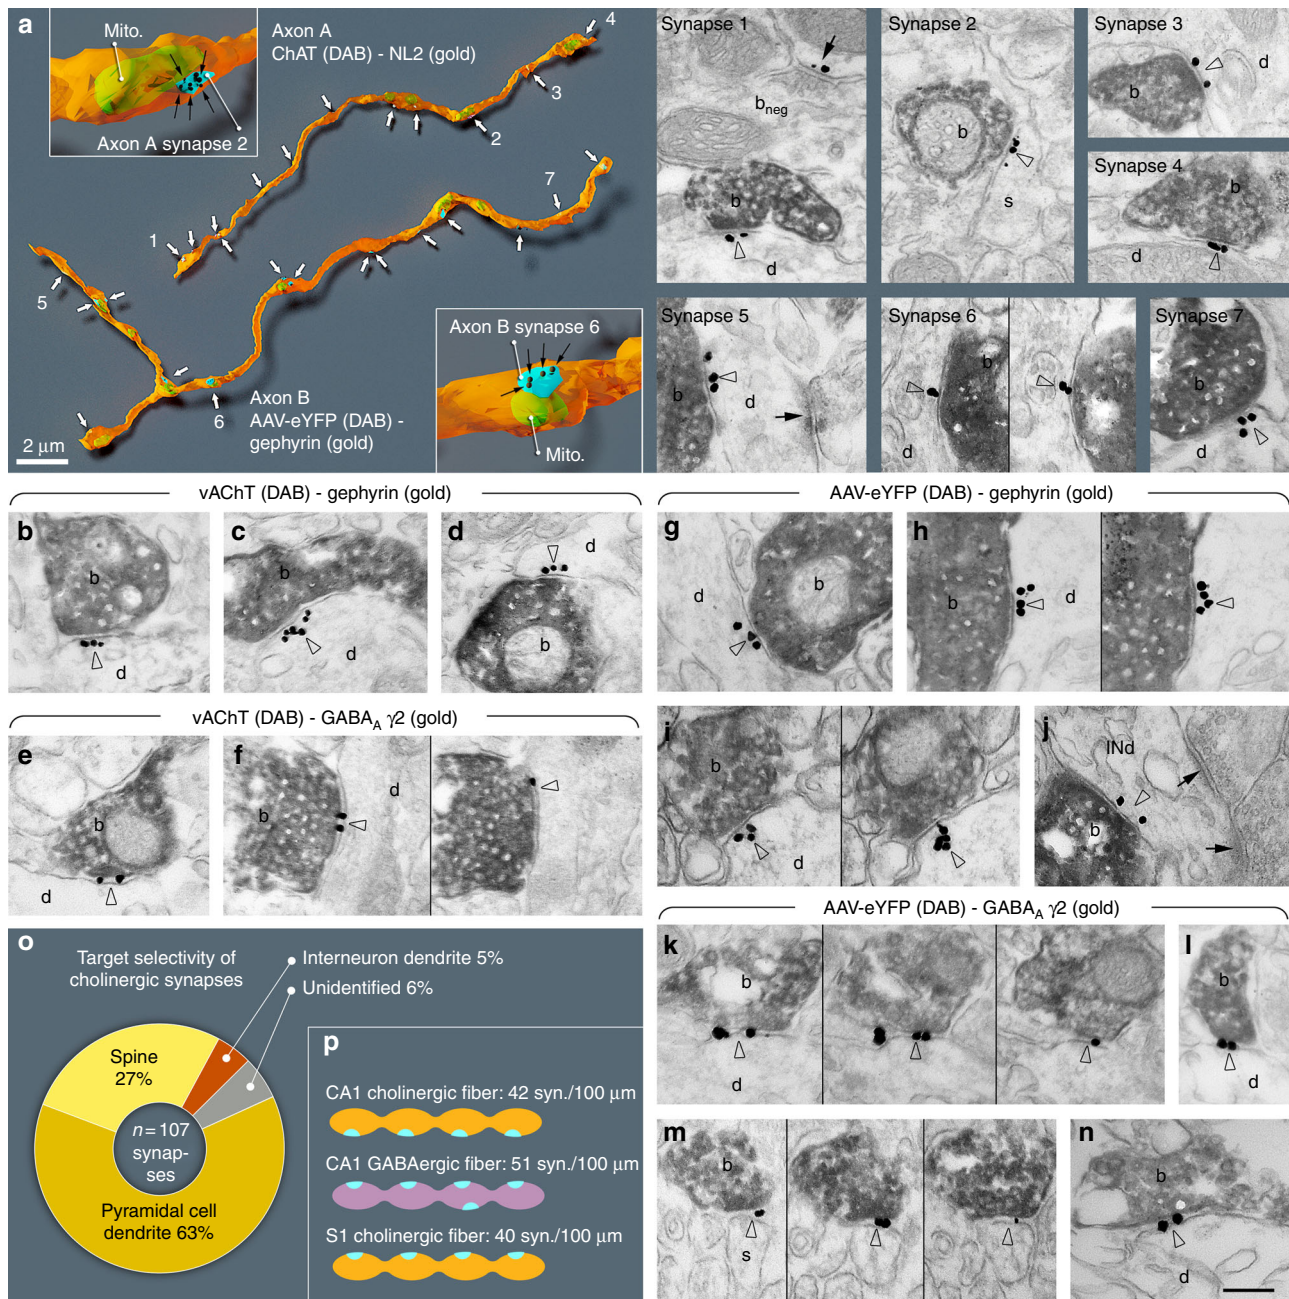 a
Mito.
Axon A synapse 2
Axon A
ChAT (DAB) - NL2 (gold)
4
3
2
1
7
5
6
Axon B
AAV-eYFP (DAB) -
gephyrin (gold)
2 μm
Axon B synapse 6
Mito.
Synapse 1
b neg
b
d
Synapse 2
b
s
Synapse 3
b
d
Synapse 4
b
d
Synapse 5
b
d
Synapse 6
b
d
Synapse 7
b
d
vAChT (DAB) - gephyrin (gold)
b
b
d
c
b
d
d
d
b
vAChT (DAB) - GABA_A γ2 (gold)
e
b
d
f
b
d
AAV-eYFP (DAB) - gephyrin (gold)
g
d
b
h
b
d
i
b
d
j
INd
b
AAV-eYFP (DAB) - GABA_A γ2 (gold)
k
b
d
l
b
d
m
b
s
n
b
d
o
Target selectivity of
cholinergic synapses
Interneuron dendrite 5%
Unidentified 6%
Spine
27%
n = 107
synap-
ses
Pyramidal cell
dendrite 63%
p
CA1 cholinergic fiber: 42 syn./100 μm
CA1 GABAergic fiber: 51 syn./100 μm
S1 cholinergic fiber: 40 syn./100 μm